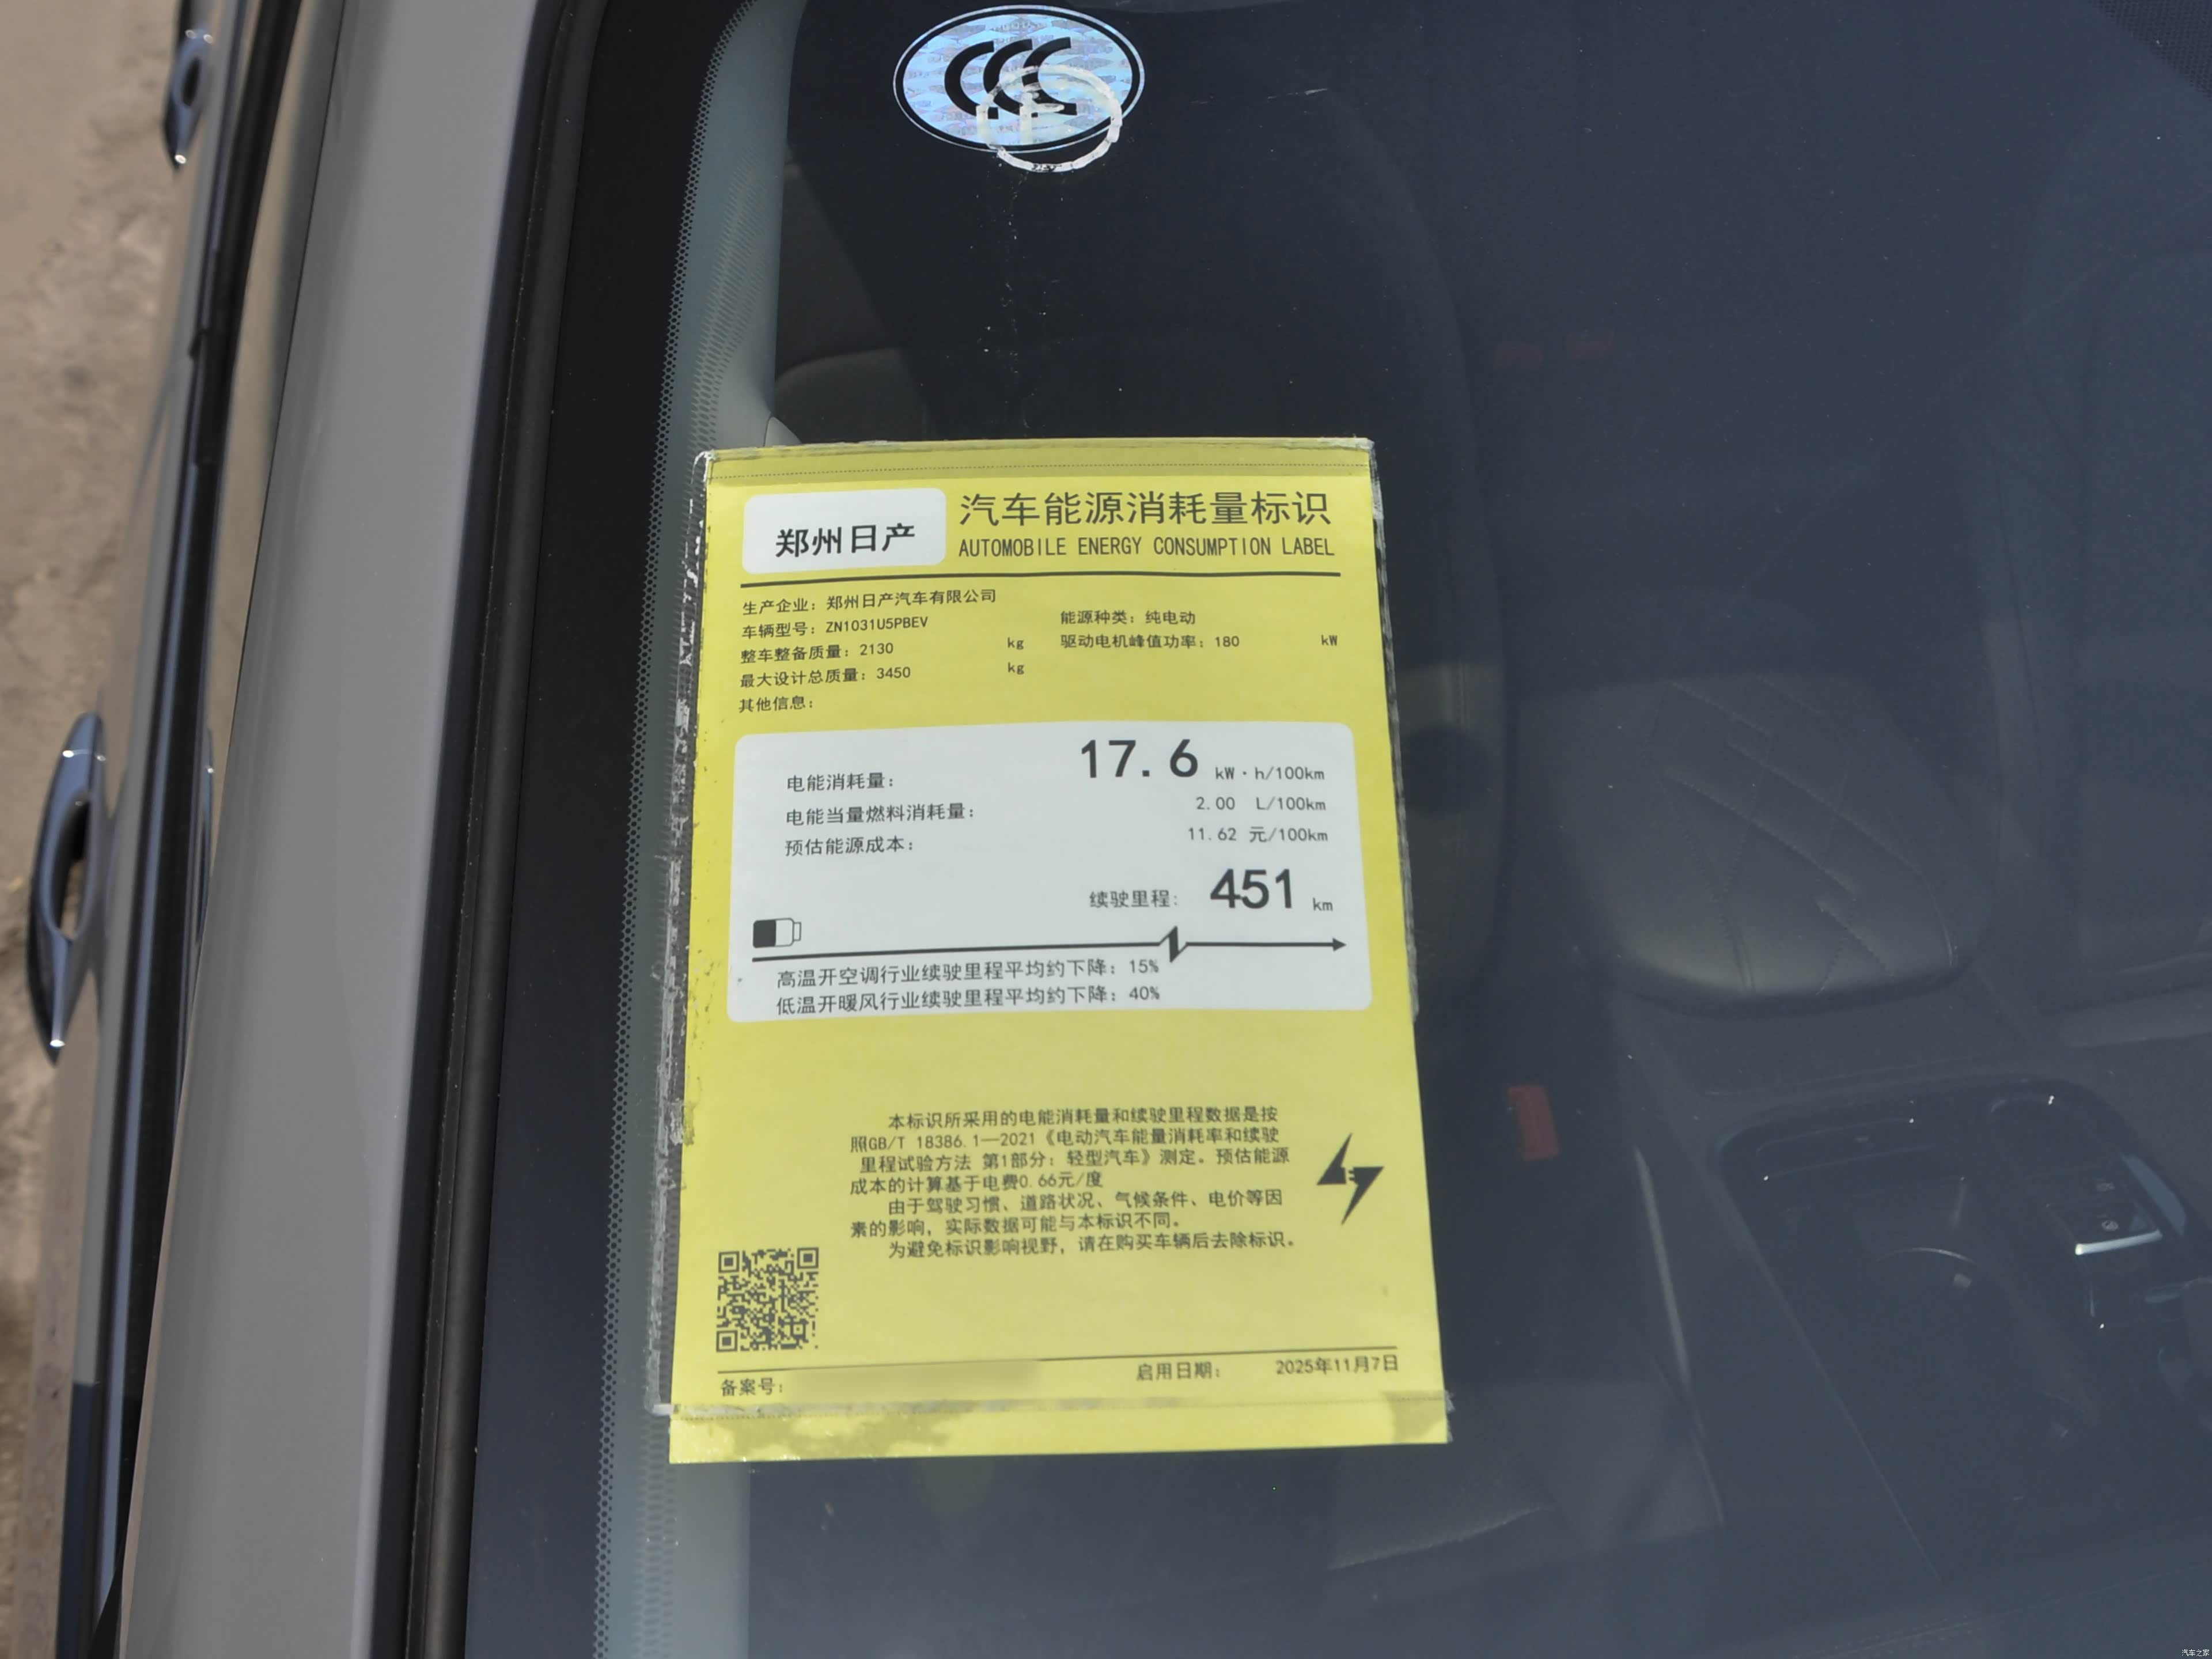 CCC
郑州日产
汽车能源消耗量标识
AUTOMOBILE ENERGY CONSUMPTION LABEL
生产企业：郑州日产汽车有限公司
车辆型号：ZN1031U5PBEV
能源种类：纯电动
整车整备质量：2130 kg
驱动电机峰值功率：180 kW
最大设计总质量：3450 kg
其他信息：
电能消耗量： 17.6 kW·h/100km
电能当量燃料消耗量： 2.00 L/100km
预估能源成本： 11.62 元/100km
续驶里程： 451 km
高温开空调行业续驶里程平均约下降：15%
低温开暖风行业续驶里程平均约下降：40%
本标识所采用的电能消耗量和续驶里程数据是按
照GB/T 18386.1—2021《电动汽车能量消耗率和续驶
里程试验方法 第1部分：轻型汽车》测定。预估能源
成本的计算基于电费0.66元/度
由于驾驶习惯、道路状况、气候条件、电价等因
素的影响，实际数据可能与本标识不同。
为避免标识影响视野，请在购买车辆后去除标识。
备案号：
启用日期： 2025年11月7日
汽车之家